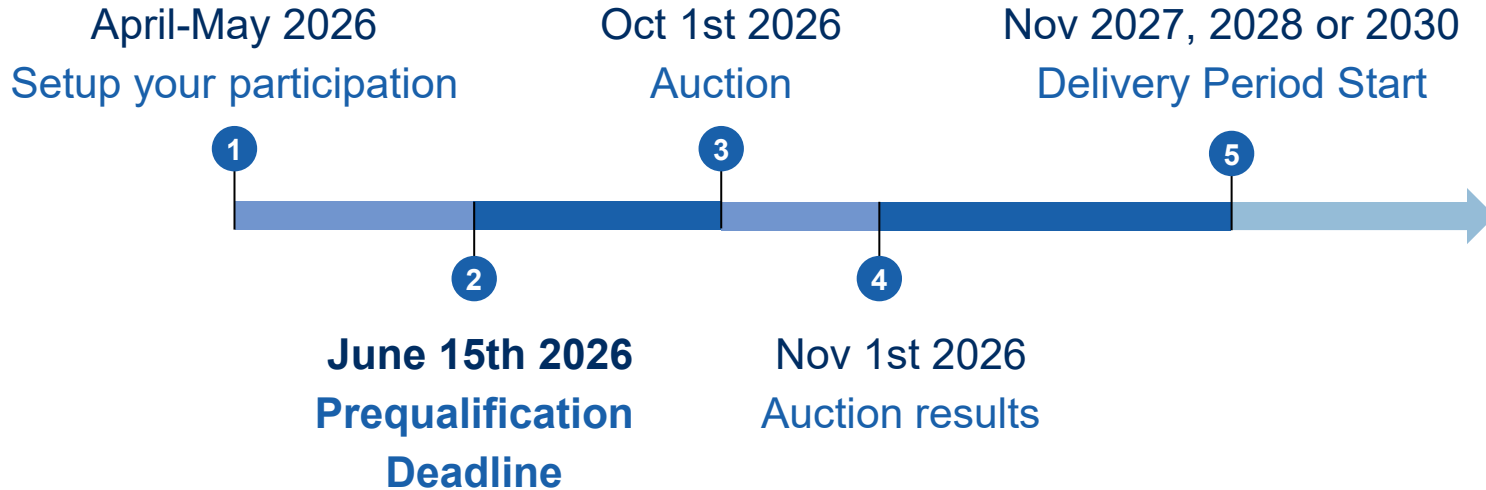 April-May 2026
Setup your participation
Oct 1st 2026
Auction
Nov 2027, 2028 or 2030
Delivery Period Start
1
3
5
2
4
June 15th 2026
Prequalification
Deadline
Nov 1st 2026
Auction results